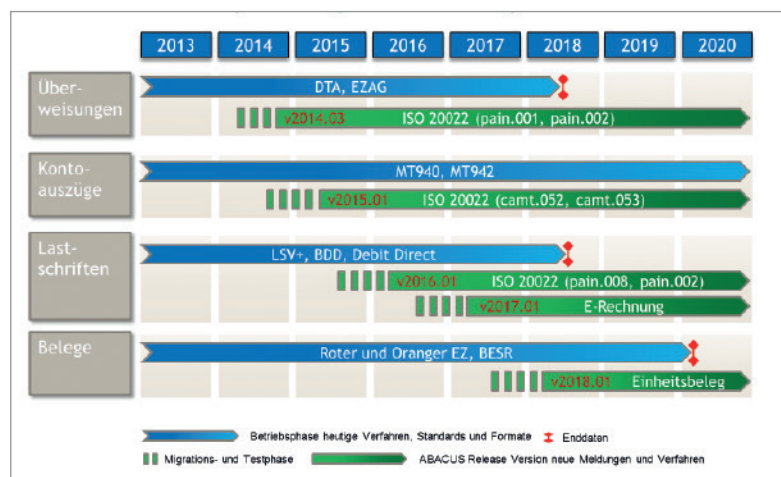 2013 2014 2015 2016 2017 2018 2019 2020
Über-
weisungen
DTA, EZAG
v2014.03 ISO 20022 (pain.001, pain.002)
Konto-
auszüge
MT940, MT942
v2015.01 ISO 20022 (camt.052, camt.053)
Last-
schriften
LSV+, BDD, Debit Direct
v2016.01 ISO 20022 (pain.008, pain.002)
v2017.01 E-Rechnung
Belege
Roter und Oranger EZ, BESR
v2018.01 Einheitsbeleg
Betriebsphase heutige Verfahren, Standards und Formate Enddaten
Migrations- und Testphase ABACUS Release Version neue Meldungen und Verfahren